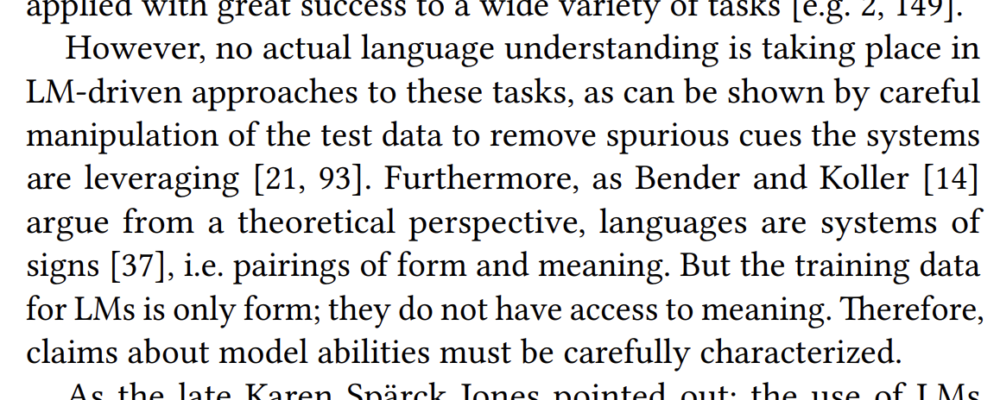 applied with great success to a wide variety of tasks [e.g. 2, 149].
However, no actual language understanding is taking place in
LM-driven approaches to these tasks, as can be shown by careful
manipulation of the test data to remove spurious cues the systems
are leveraging [21, 93]. Furthermore, as Bender and Koller [14]
argue from a theoretical perspective, languages are systems of
signs [37], i.e. pairings of form and meaning. But the training data
for LMs is only form; they do not have access to meaning. Therefore,
claims about model abilities must be carefully characterized.
As the late Karen Spärck Jones pointed out: the use of LMs